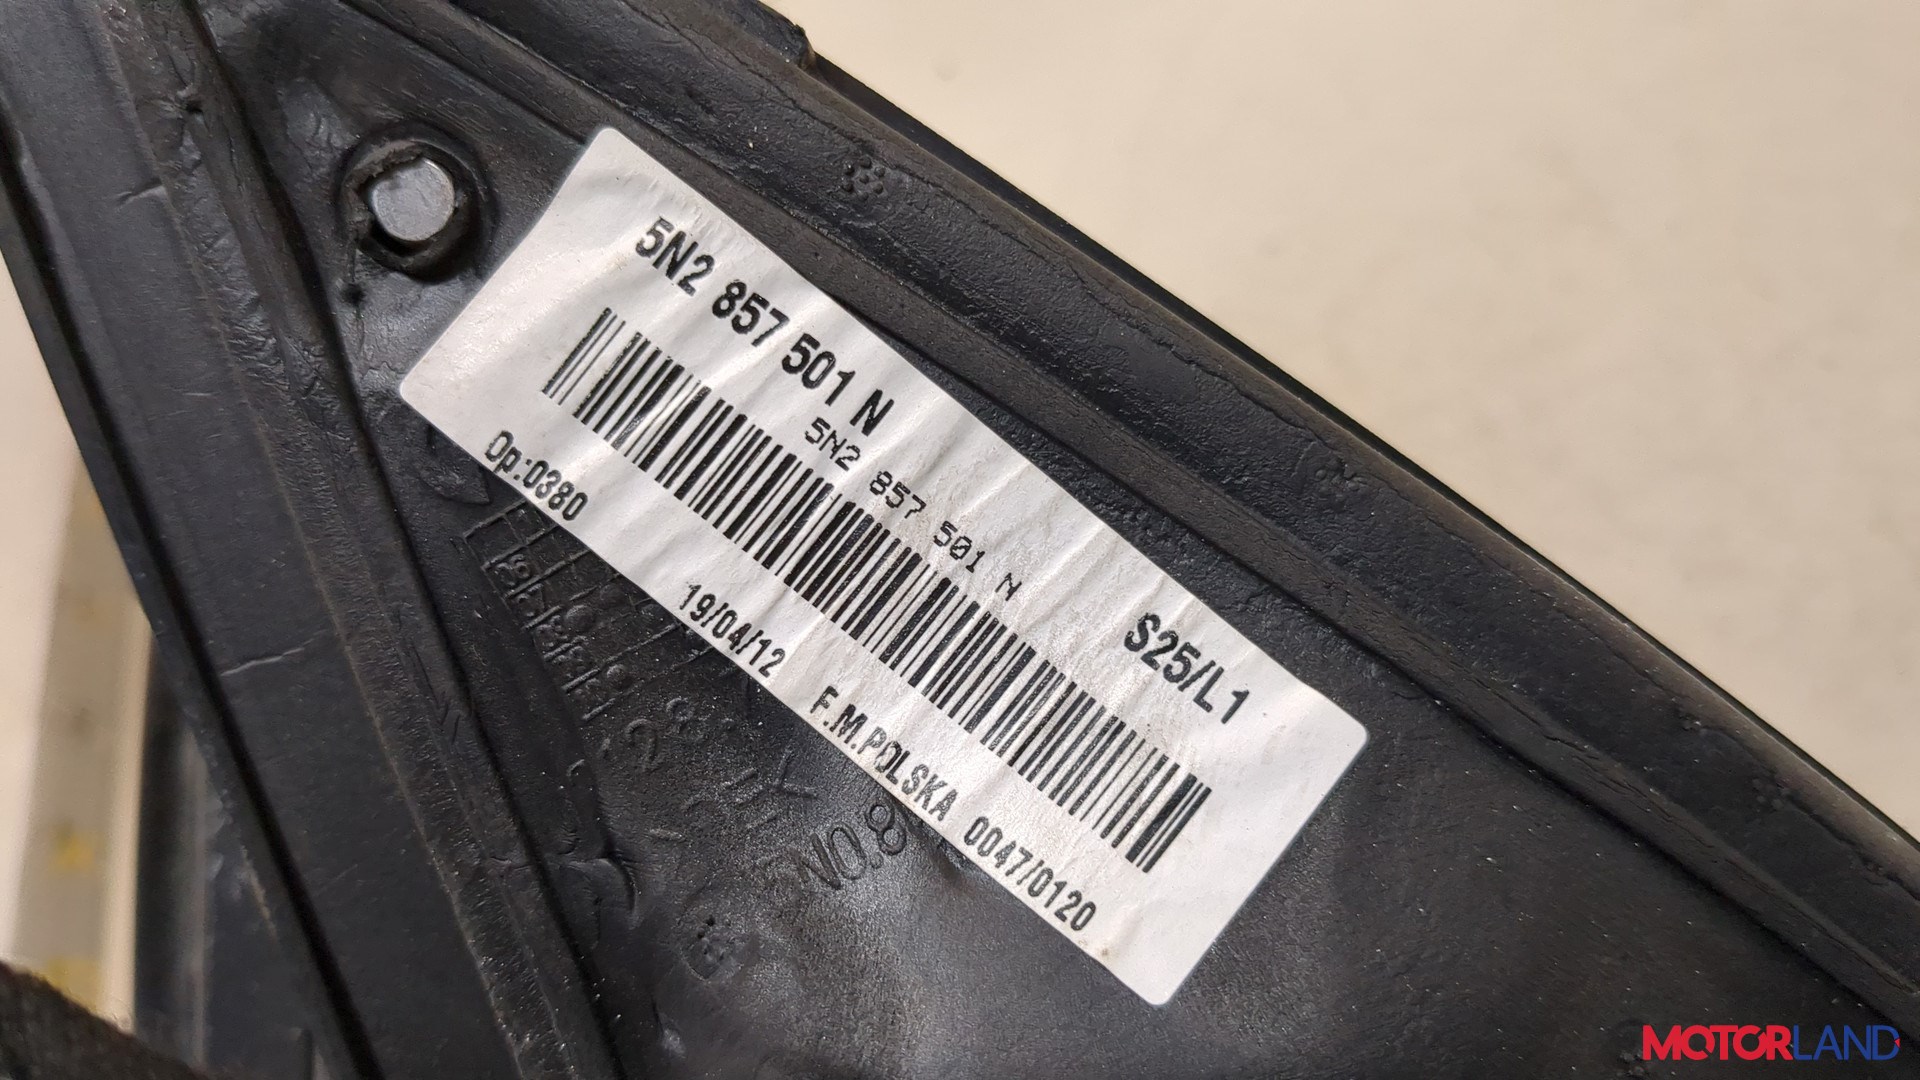 5N2 857 501 N
5N2 857 501 N
S25/L1
Op:0380
19/04/12 F.M.POLSKA 0047/0120
MOTORLAND